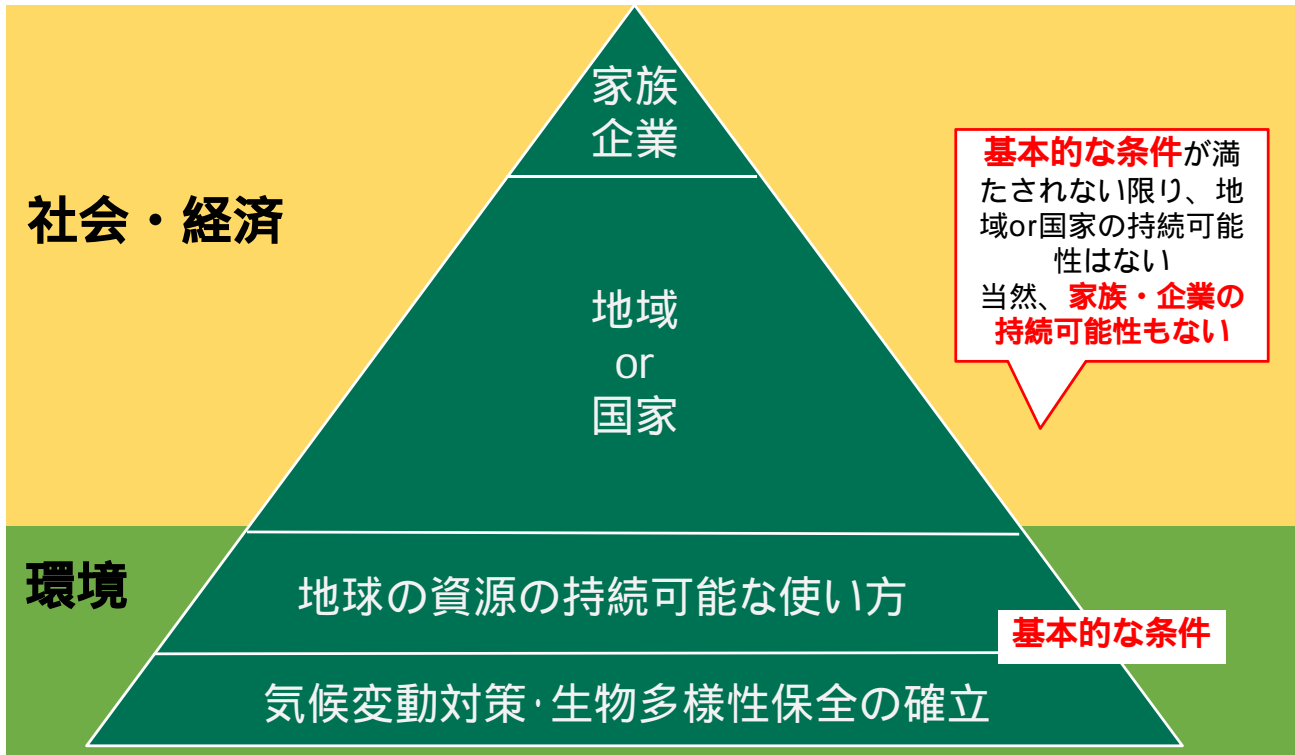 家族
企業
社会・経済
基本的な条件が満
たされない限り、地
域or国家の持続可能
性はない
当然、家族・企業の
持続可能性もない
地域
or
国家
環境
地球の資源の持続可能な使い方
基本的な条件
気候変動対策·生物多様性保全の確立